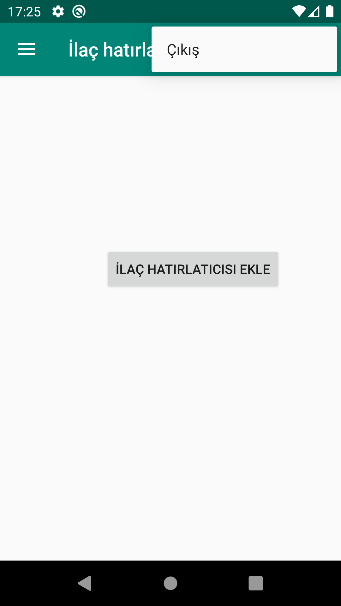 17:25
İlaç hatırla
Çıkış
İLAÇ HATIRLATICISI EKLE